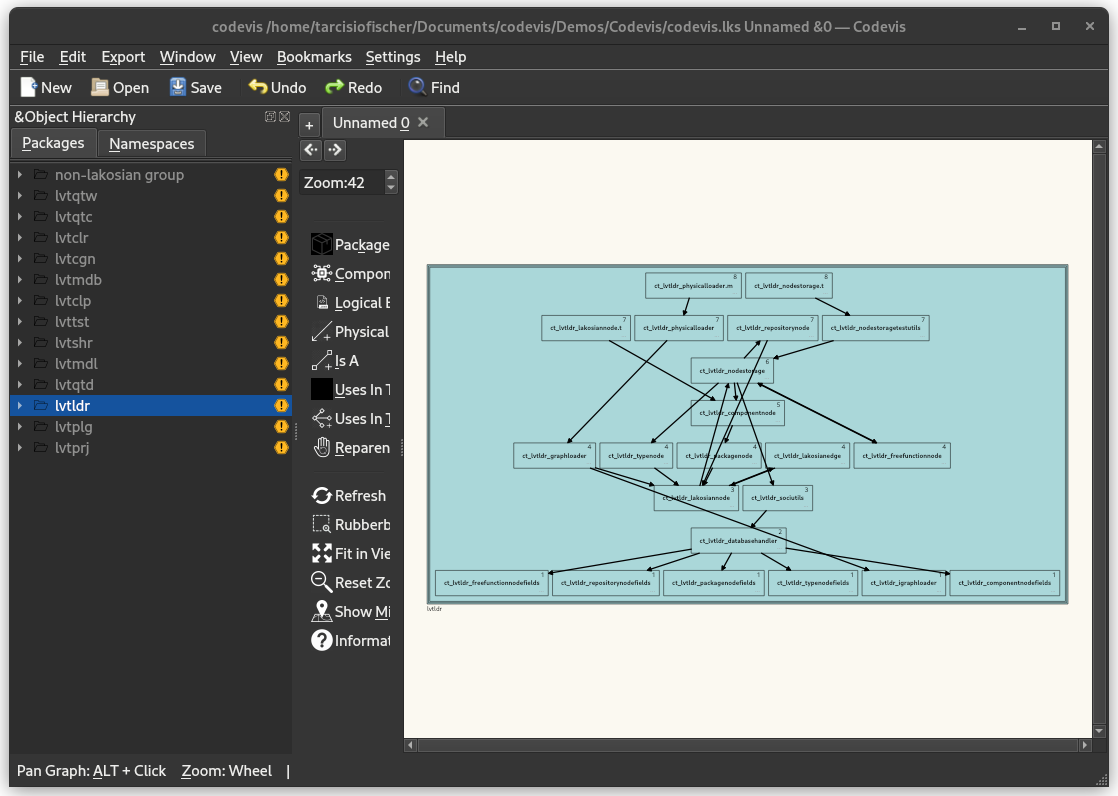 codevis /home/tarcisiofischer/Documents/codevis/Demos/Codevis/codevis.lks Unnamed &0 — Codevis
File Edit Export Window View Bookmarks Settings Help
New Open Save Undo Redo Find
&Object Hierarchy
Packages Namespaces
non-lakosian group
lvtqtw
lvtqtc
lvtclr
lvtcgn
lvtmdb
lvtclp
lvttst
lvtshr
lvtmdl
lvtqtd
lvtldr
lvtplg
lvtprj
+ Unnamed 0
Zoom:42
Package
Compon
Logical E
Physical
Is A
Uses In T
Uses In T
Reparen
Refresh
Rubberb
Fit in Vie
Reset Zo
Show Mi
Informat
ct_lvtldr_physicalloader.m 8 ct_lvtldr_nodestorage.t 8
ct_lvtldr_lakosiannode.t 7 ct_lvtldr_physicalloader 7 ct_lvtldr_repositorynode 7 ct_lvtldr_nodestoragetestutils 7
ct_lvtldr_nodestorage 6
ct_lvtldr_componentnode 5
ct_lvtldr_graphloader 4 ct_lvtldr_typenode 4 ct_lvtldr_packagenode 4 ct_lvtldr_lakosianedge 4 ct_lvtldr_freefunctionnode 4
ct_lvtldr_lakosiannode 3 ct_lvtldr_sociutils 3
ct_lvtldr_databasehandler 2
ct_lvtldr_freefunctionnodefields 1 ct_lvtldr_repositorynodefields 1 ct_lvtldr_packagenodefields 1 ct_lvtldr_typenodefields 1 ct_lvtldr_igraphloader 1 ct_lvtldr_componentnodefields 1
lvtldr
Pan Graph: ALT + Click Zoom: Wheel |